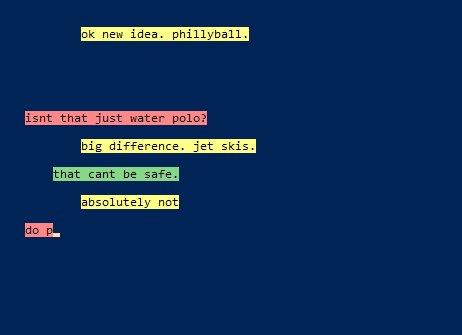 ok new idea. phillyball.
isnt that just water polo?
big difference. jet skis.
that cant be safe.
absolutely not
do p_